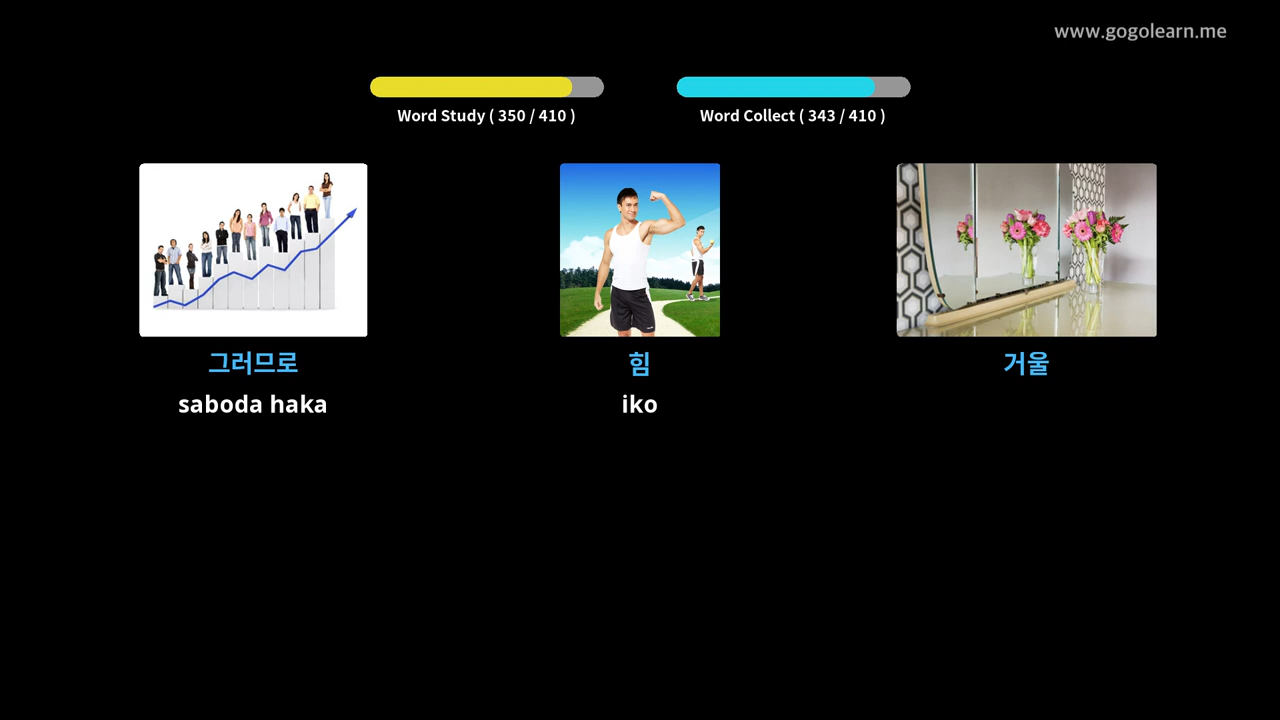 www.gogolearn.me
Word Study ( 350 / 410 )
Word Collect ( 343 / 410 )
그러므로
saboda haka
힘
iko
거울